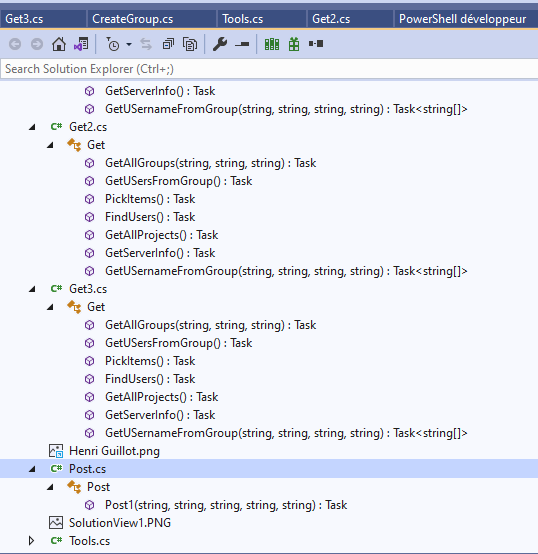 Get3.cs CreateGroup.cs Tools.cs Get2.cs PowerShell développeur
Search Solution Explorer (Ctrl+;)
GetServerInfo() : Task
GetUSernameFromGroup(string, string, string, string) : Task<string[]>
C# Get2.cs
Get
GetAllGroups(string, string, string) : Task
GetUSersFromGroup() : Task
PickItems() : Task
FindUsers() : Task
GetAllProjects() : Task
GetServerInfo() : Task
GetUSernameFromGroup(string, string, string, string) : Task<string[]>
C# Get3.cs
Get
GetAllGroups(string, string, string) : Task
GetUSersFromGroup() : Task
PickItems() : Task
FindUsers() : Task
GetAllProjects() : Task
GetServerInfo() : Task
GetUSernameFromGroup(string, string, string, string) : Task<string[]>
Henri Guillot.png
C# Post.cs
Post
Post1(string, string, string, string, string) : Task
SolutionView1.PNG
C# Tools.cs